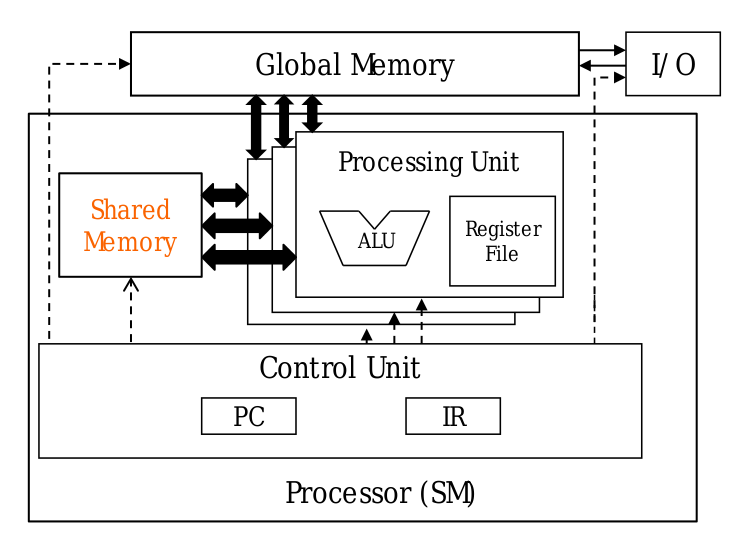 Global Memory
I/O
Processing Unit
Shared
Memory
ALU
Register
File
Control Unit
PC
IR
Processor (SM)